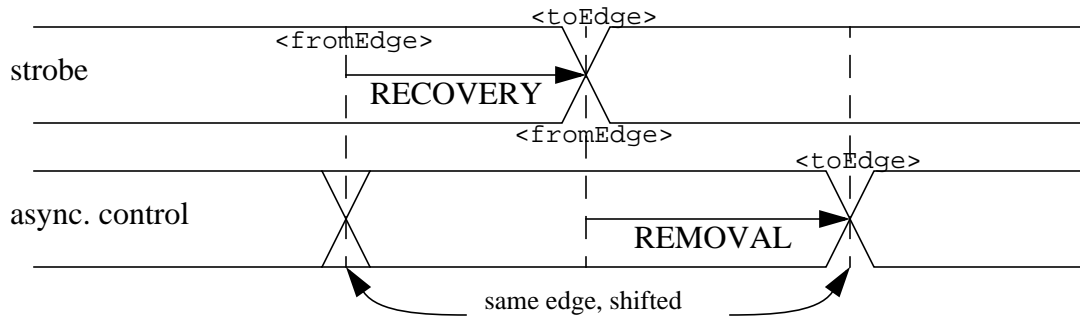 <toEdge>
<fromEdge>
strobe
RECOVERY
<fromEdge>
<toEdge>
async. control
REMOVAL
same edge, shifted